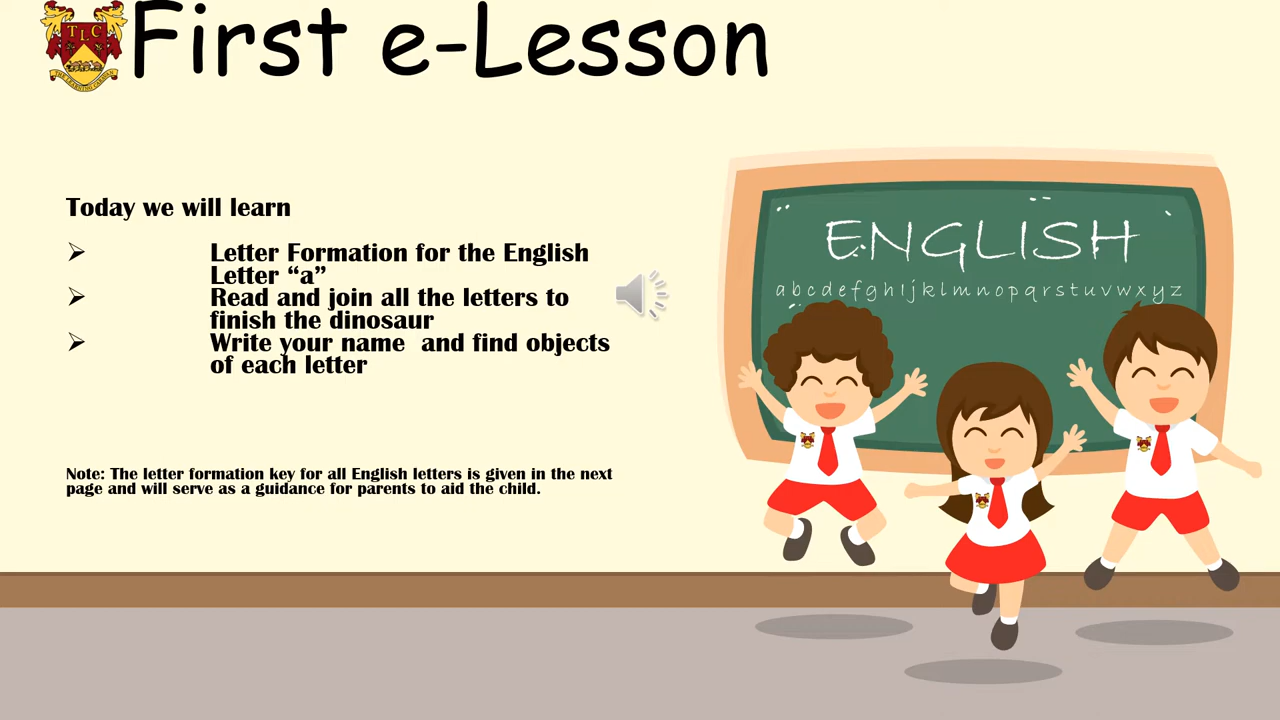 TLC
First e-Lesson
Today we will learn
➢ Letter Formation for the English
Letter “a”
➢ Read and join all the letters to
finish the dinosaur
➢ Write your name  and find objects
of each letter
Note: The letter formation key for all English letters is given in the next
page and will serve as a guidance for parents to aid the child.
ENGLISH
a b c d e f g h i j k l m n o p q r s t u v w x y z